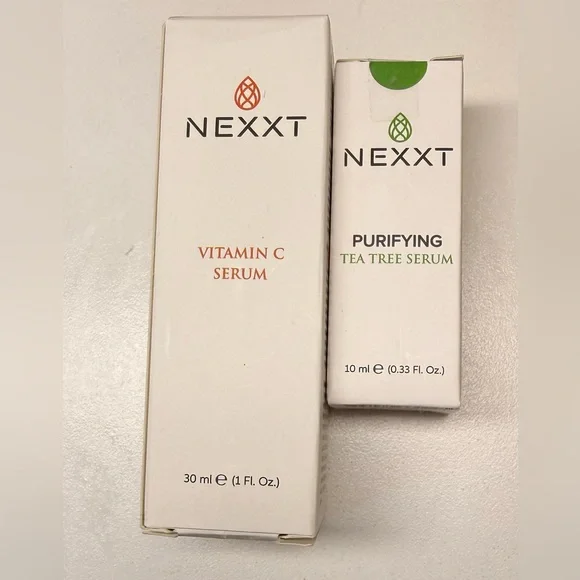 NEXXT
VITAMIN C
SERUM
30 ml ℮ (1 Fl. Oz.)
NEXXT
PURIFYING
TEA TREE SERUM
10 ml ℮ (0.33 Fl. Oz.)